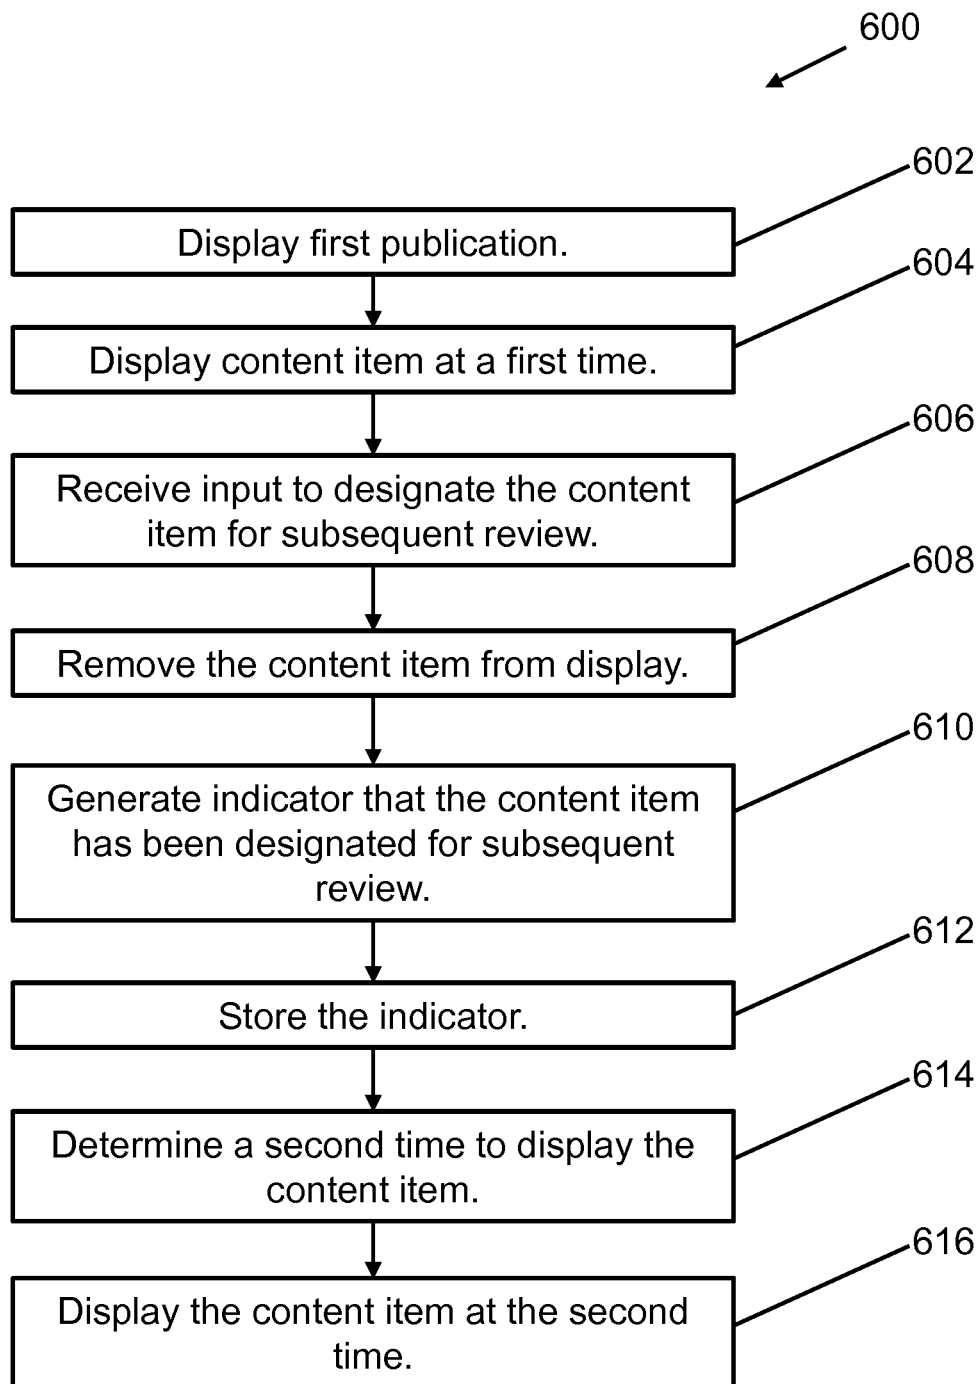 600
602
Display first publication.
604
Display content item at a first time.
606
Receive input to designate the content
item for subsequent review.
608
Remove the content item from display.
610
Generate indicator that the content item
has been designated for subsequent
review.
612
Store the indicator.
614
Determine a second time to display the
content item.
616
Display the content item at the second
time.